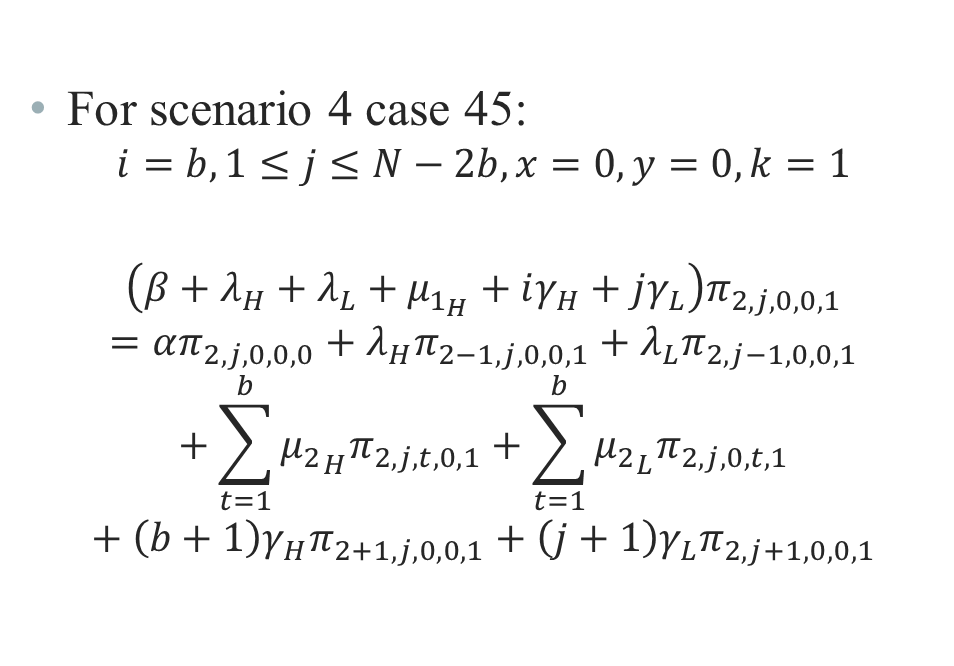 • For scenario 4 case 45:
𝑖 = 𝑏, 1 ≤ 𝑗 ≤ 𝑁 − 2𝑏, 𝑥 = 0, 𝑦 = 0, 𝑘 = 1
(𝛽 + 𝜆_𝐻 + 𝜆_𝐿 + 𝜇_{1_𝐻} + 𝑖𝛾_𝐻 + 𝑗𝛾_𝐿)𝜋_{2,𝑗,0,0,1}
= 𝛼𝜋_{2,𝑗,0,0,0} + 𝜆_𝐻𝜋_{2−1,𝑗,0,0,1} + 𝜆_𝐿𝜋_{2,𝑗−1,0,0,1}
+ ∑_{𝑡=1}^{𝑏} 𝜇_{2_𝐻}𝜋_{2,𝑗,𝑡,0,1} + ∑_{𝑡=1}^{𝑏} 𝜇_{2_𝐿}𝜋_{2,𝑗,0,𝑡,1}
+ (𝑏 + 1)𝛾_𝐻𝜋_{2+1,𝑗,0,0,1} + (𝑗 + 1)𝛾_𝐿𝜋_{2,𝑗+1,0,0,1}